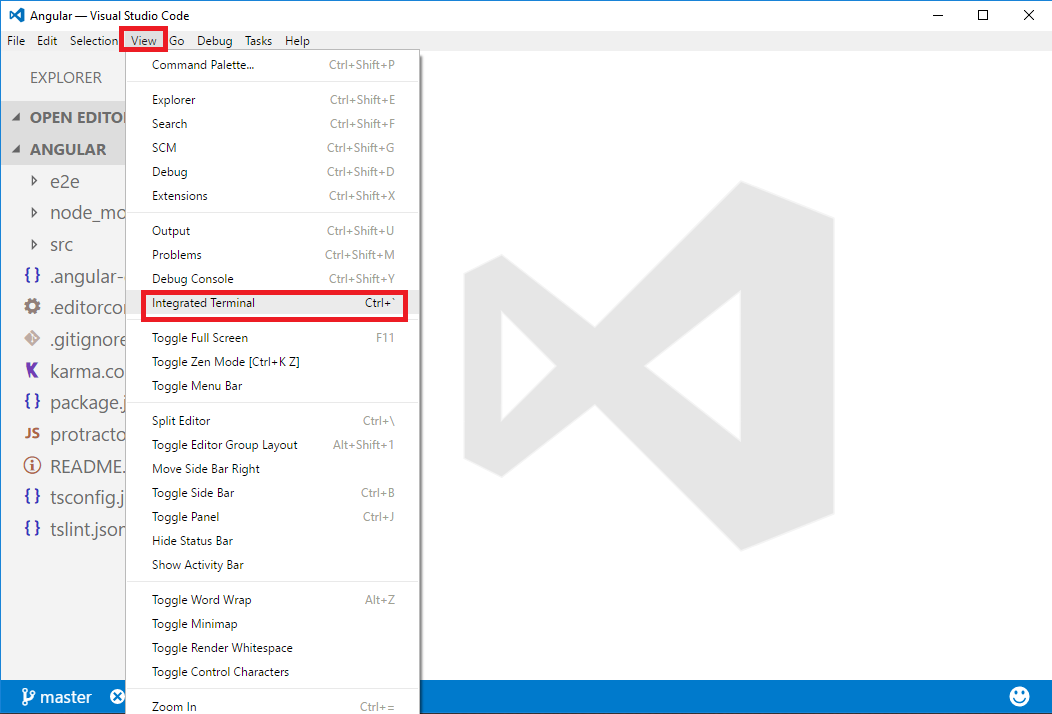 Angular — Visual Studio Code
File Edit Selection View Go Debug Tasks Help
EXPLORER
OPEN EDITO
ANGULAR
e2e
node_mo
src
{} .angular-
.editorcon
.gitignore
K karma.co
{} package.j
JS protracto
README.
{} tsconfig.j
{} tslint.json
Command Palette... Ctrl+Shift+P
Explorer Ctrl+Shift+E
Search Ctrl+Shift+F
SCM Ctrl+Shift+G
Debug Ctrl+Shift+D
Extensions Ctrl+Shift+X
Output Ctrl+Shift+U
Problems Ctrl+Shift+M
Debug Console Ctrl+Shift+Y
Integrated Terminal Ctrl+`
Toggle Full Screen F11
Toggle Zen Mode [Ctrl+K Z]
Toggle Menu Bar
Split Editor Ctrl+\
Toggle Editor Group Layout Alt+Shift+1
Move Side Bar Right
Toggle Side Bar Ctrl+B
Toggle Panel Ctrl+J
Hide Status Bar
Show Activity Bar
Toggle Word Wrap Alt+Z
Toggle Minimap
Toggle Render Whitespace
Toggle Control Characters
Zoom In Ctrl+=
master